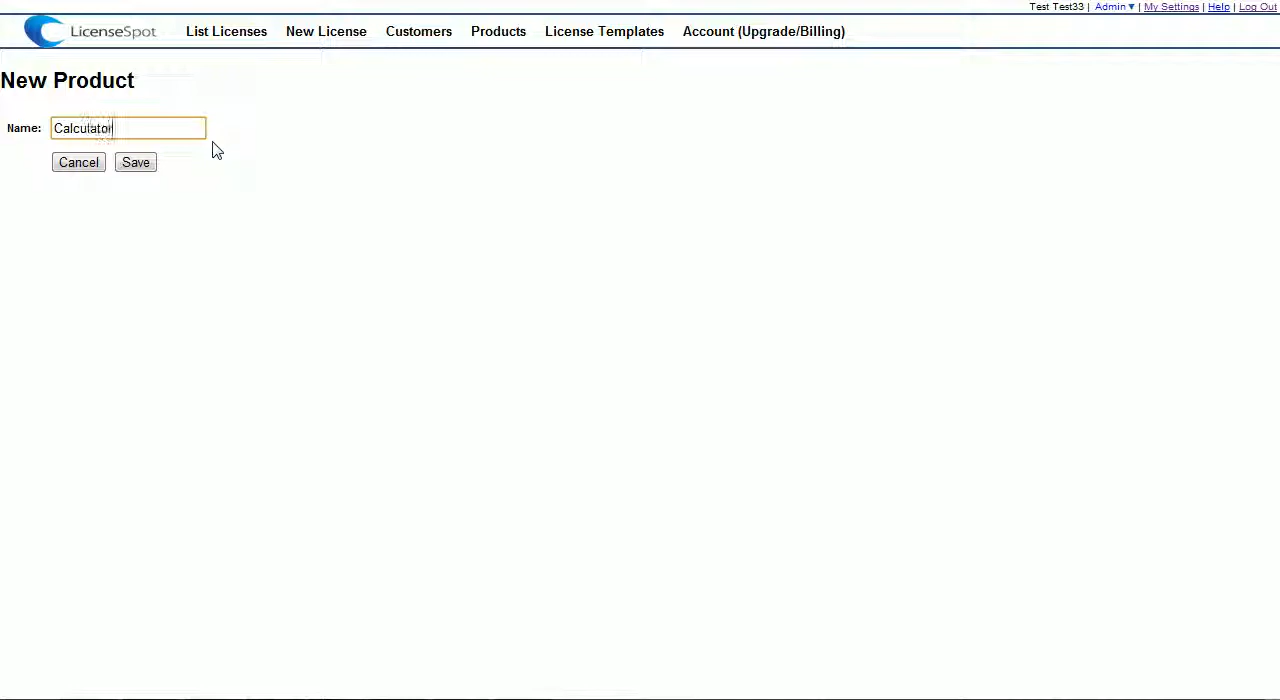 Test Test33 | Admin ▼ | My Settings | Help | Log Out
LicenseSpot List Licenses New License Customers Products License Templates Account (Upgrade/Billing)
New Product
Name: Calculator
Cancel Save